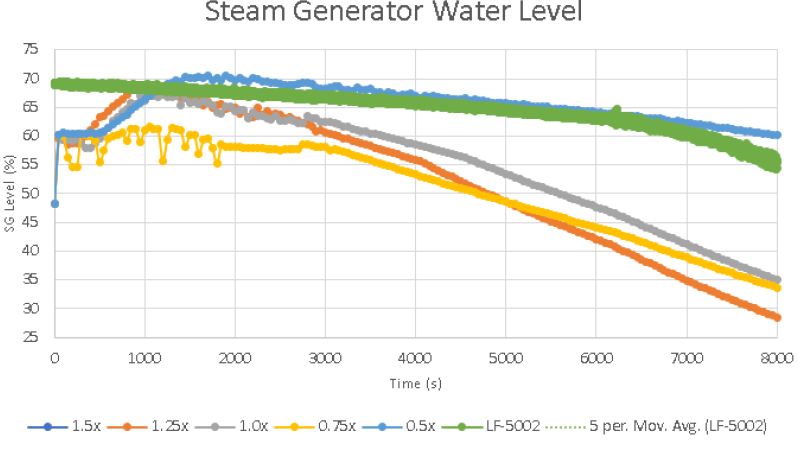 Steam Generator Water Level
75
70
65
60
55
50
45
40
35
30
25
SG Level (%)
0 1000 2000 3000 4000 5000 6000 7000 8000
Time (s)
1.5x 1.25x 1.0x 0.75x 0.5x LF-5002 5 per. Mov. Avg. (LF-5002)